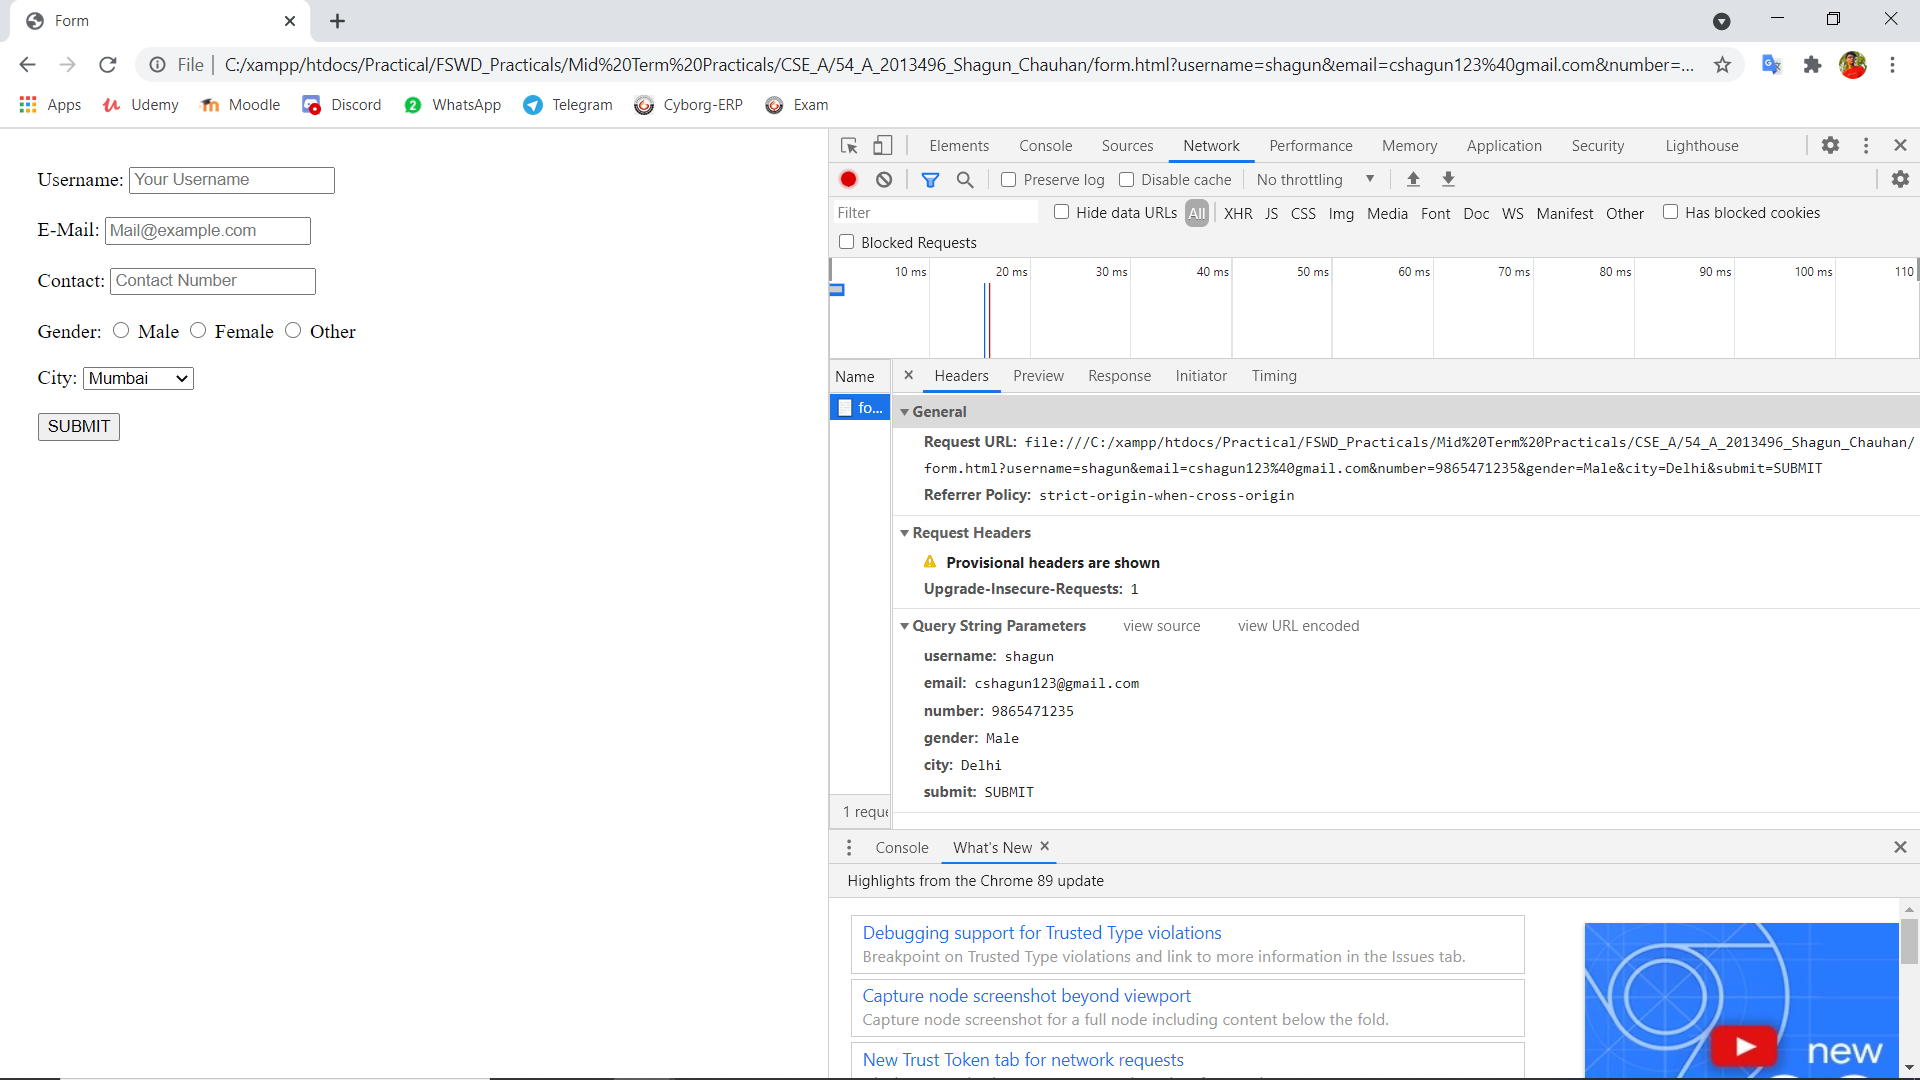 Form
File
C:/xampp/htdocs/Practical/FSWD_Practicals/Mid%20Term%20Practicals/CSE_A/54_A_2013496_Shagun_Chauhan/form.html?username=shagun&email=cshagun123%40gmail.com&number=...
Apps Udemy Moodle Discord WhatsApp Telegram Cyborg-ERP Exam
Username: Your Username
E-Mail: Mail@example.com
Contact: Contact Number
Gender: Male Female Other
City: Mumbai
SUBMIT
Elements Console Sources Network Performance Memory Application Security Lighthouse
Preserve log Disable cache No throttling
Filter Hide data URLs All XHR JS CSS Img Media Font Doc WS Manifest Other Has blocked cookies
Blocked Requests
10 ms 20 ms 30 ms 40 ms 50 ms 60 ms 70 ms 80 ms 90 ms 100 ms 110
Name
fo...
1 reque
Headers Preview Response Initiator Timing
General
Request URL: file:///C:/xampp/htdocs/Practical/FSWD_Practicals/Mid%20Term%20Practicals/CSE_A/54_A_2013496_Shagun_Chauhan/
form.html?username=shagun&email=cshagun123%40gmail.com&number=9865471235&gender=Male&city=Delhi&submit=SUBMIT
Referrer Policy: strict-origin-when-cross-origin
Request Headers
Provisional headers are shown
Upgrade-Insecure-Requests: 1
Query String Parameters view source view URL encoded
username: shagun
email: cshagun123@gmail.com
number: 9865471235
gender: Male
city: Delhi
submit: SUBMIT
Console What's New
Highlights from the Chrome 89 update
Debugging support for Trusted Type violations
Breakpoint on Trusted Type violations and link to more information in the Issues tab.
Capture node screenshot beyond viewport
Capture node screenshot for a full node including content below the fold.
New Trust Token tab for network requests
new